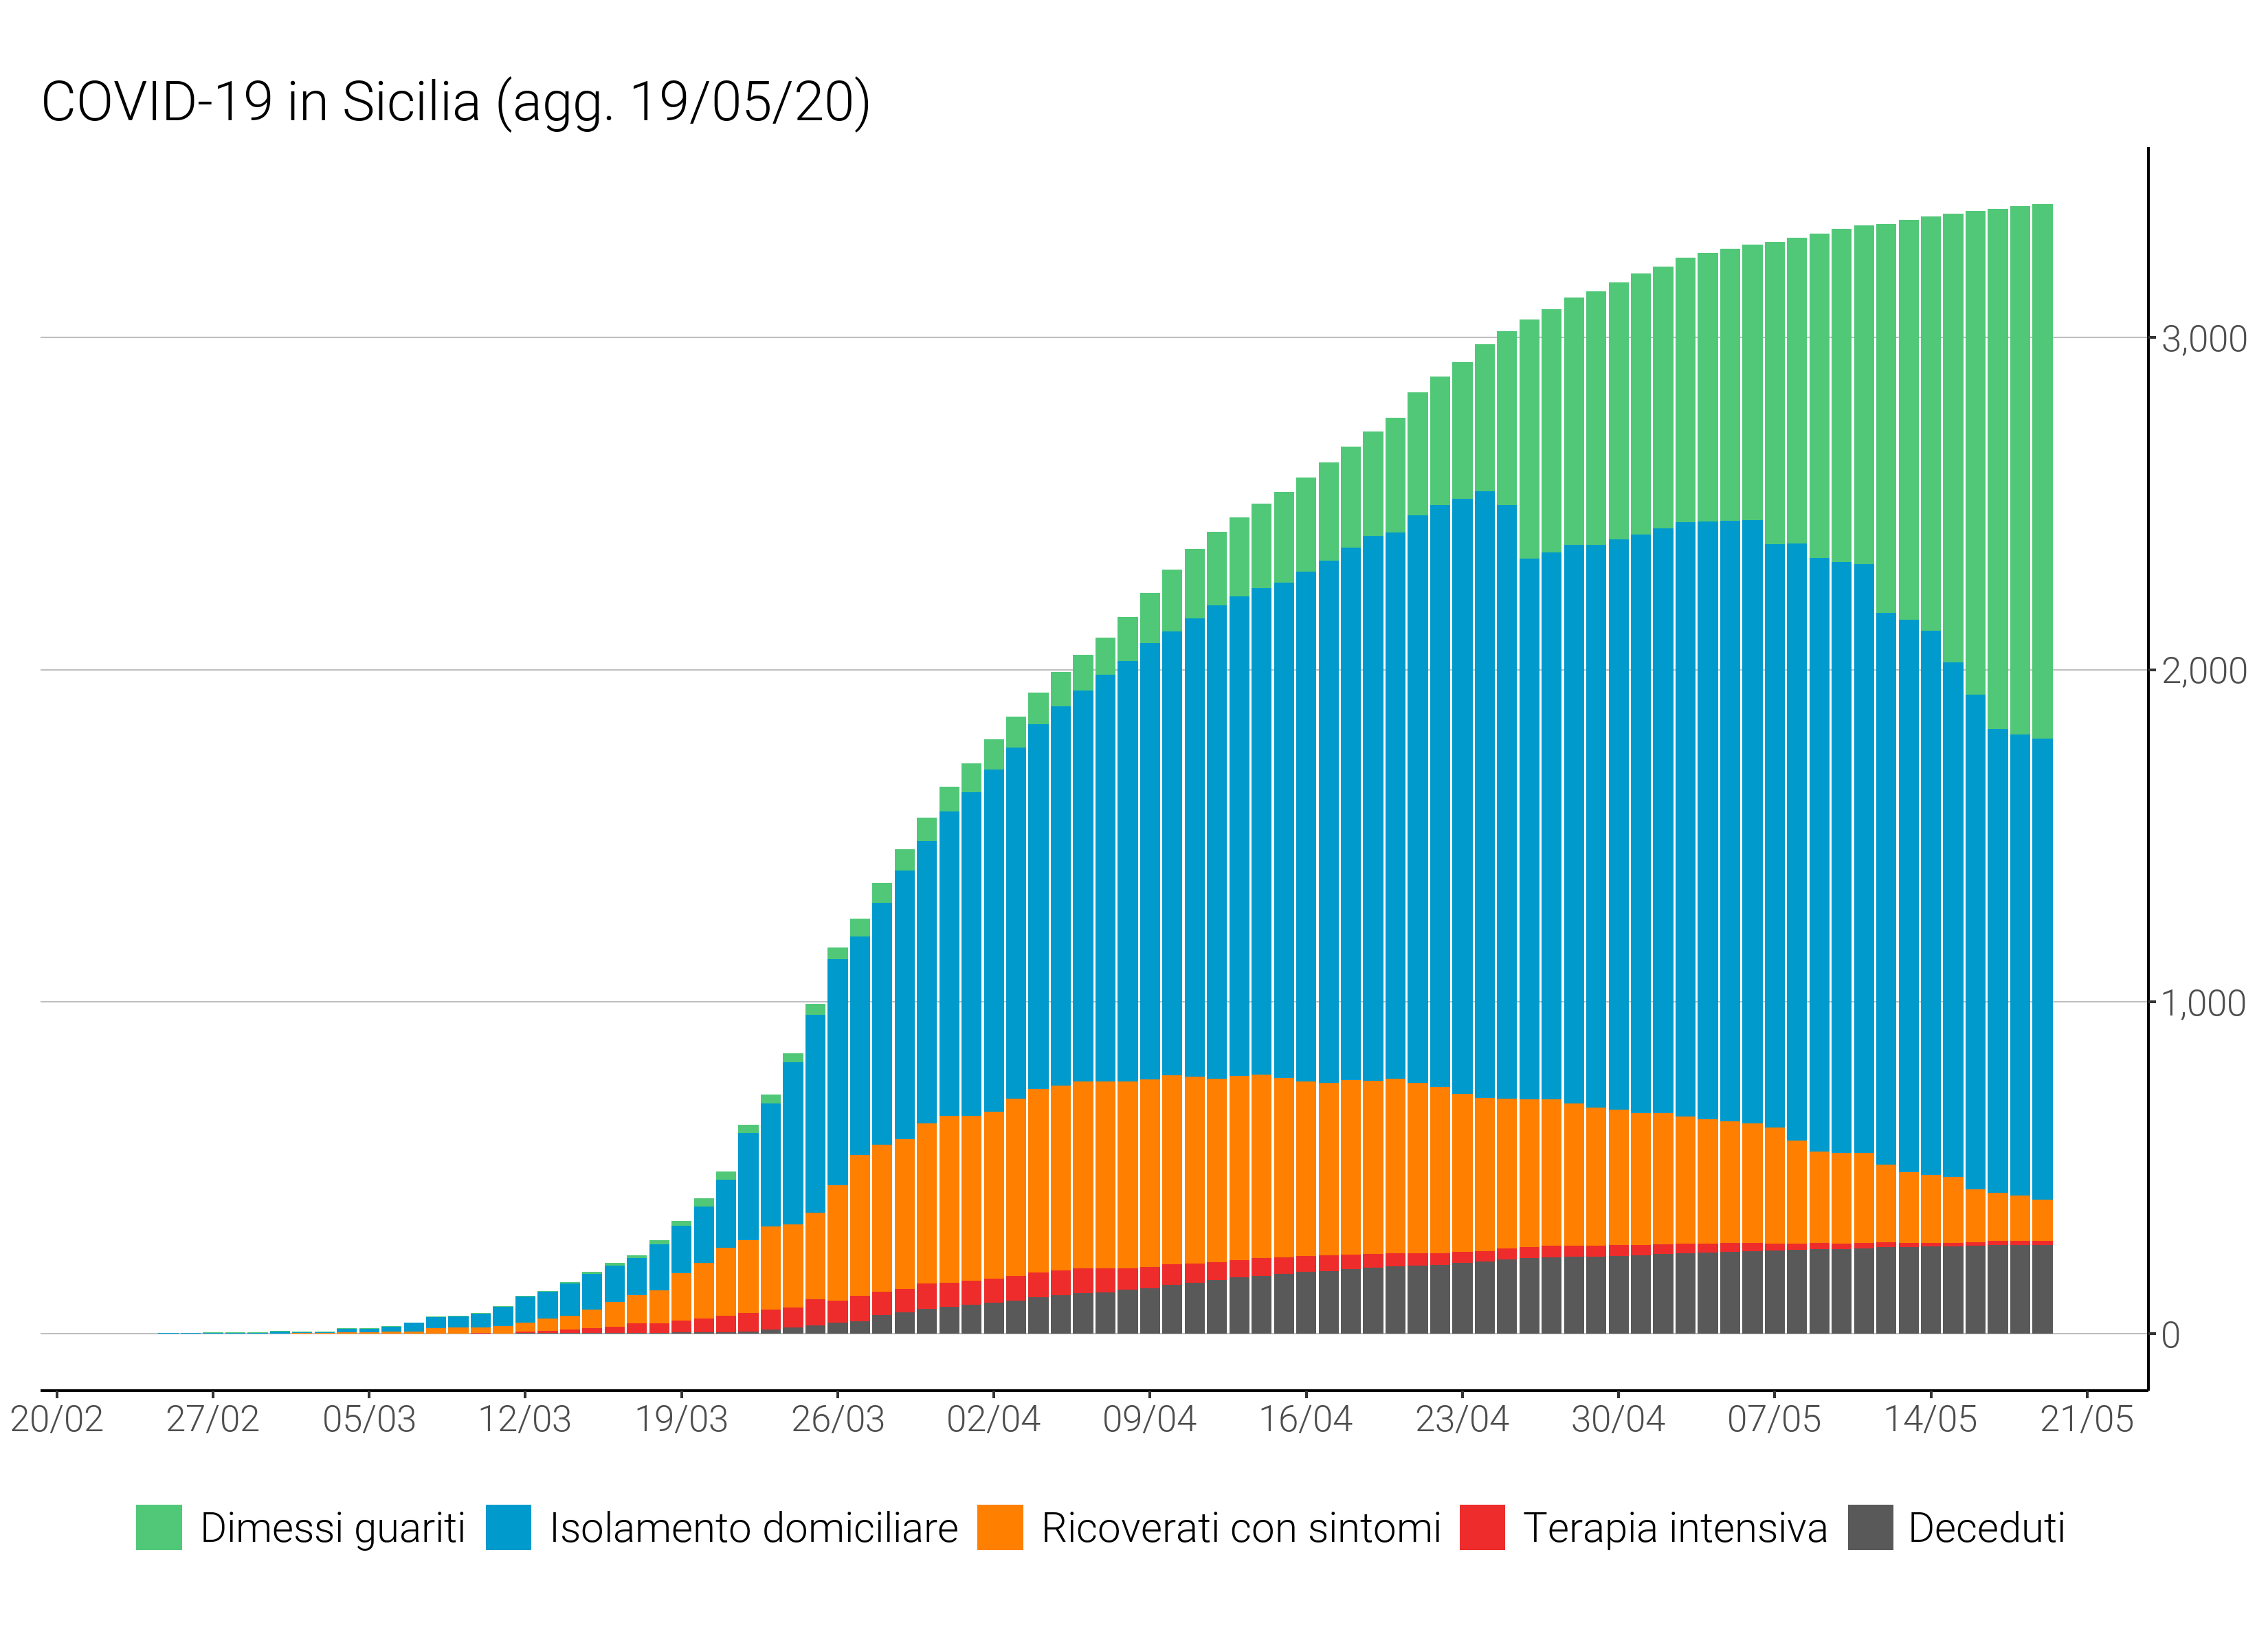 COVID-19 in Sicilia (agg. 19/05/20)
3,000
2,000
1,000
0
20/02 27/02 05/03 12/03 19/03 26/03 02/04 09/04 16/04 23/04 30/04 07/05 14/05 21/05
Dimessi guariti Isolamento domiciliare Ricoverati con sintomi Terapia intensiva Deceduti